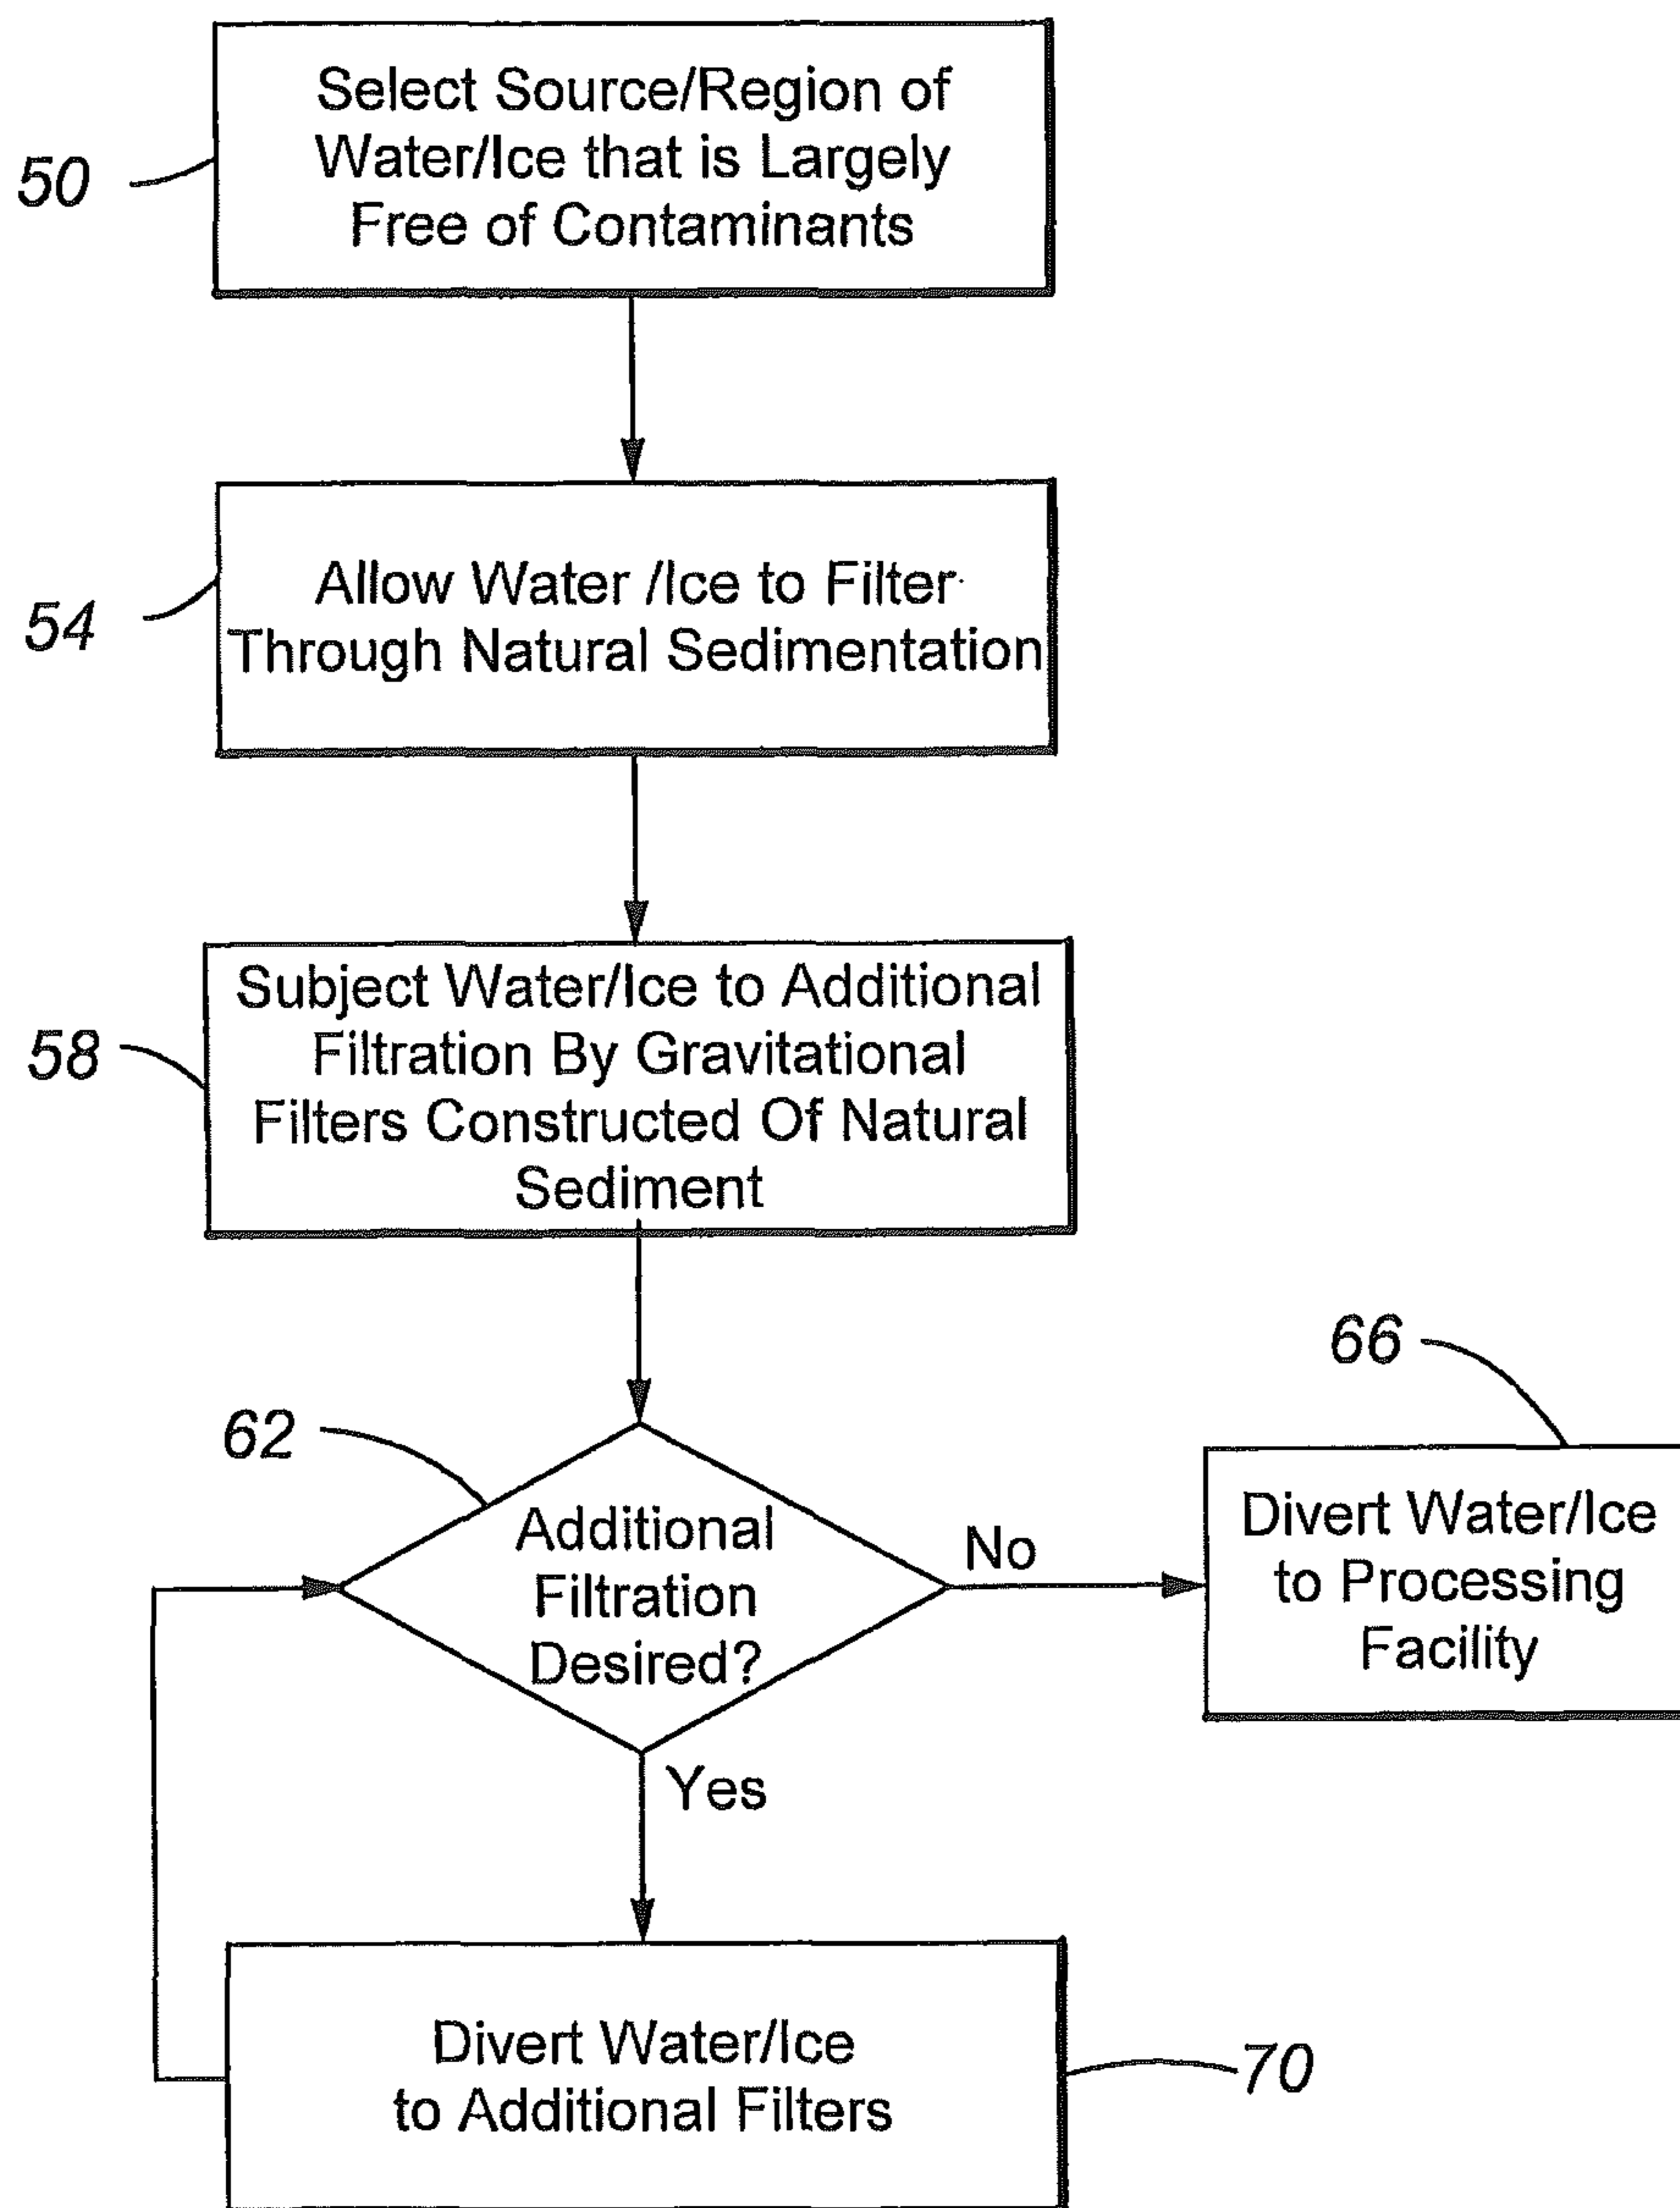 Select Source/Region of
Water/Ice that is Largely
Free of Contaminants
50
Allow Water /Ice to Filter
Through Natural Sedimentation
54
Subject Water/Ice to Additional
Filtration By Gravitational
Filters Constructed Of Natural
Sediment
58
62
Additional
Filtration
Desired?
No
66
Divert Water/Ice
to Processing
Facility
Yes
Divert Water/Ice
to Additional Filters
70